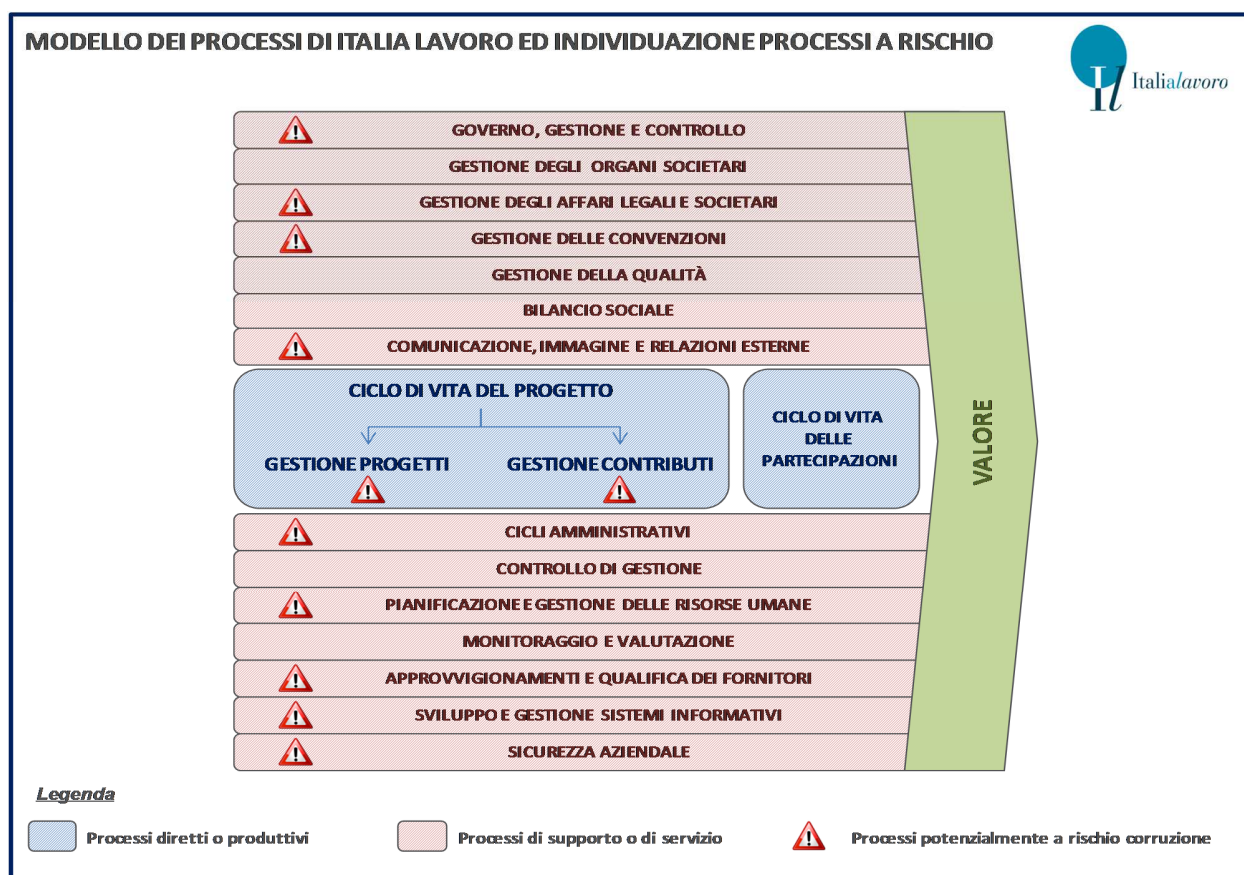 MODELLO DEI PROCESSI DI ITALIA LAVORO ED INDIVIDUAZIONE PROCESSI A RISCHIO
Il Italialavoro
GOVERNO, GESTIONE E CONTROLLO
GESTIONE DEGLI ORGANI SOCIETARI
GESTIONE DEGLI AFFARI LEGALI E SOCIETARI
GESTIONE DELLE CONVENZIONI
GESTIONE DELLA QUALITÀ
BILANCIO SOCIALE
COMUNICAZIONE, IMMAGINE E RELAZIONI ESTERNE
CICLO DI VITA DEL PROGETTO
GESTIONE PROGETTI
GESTIONE CONTRIBUTI
CICLO DI VITA
DELLE
PARTECIPAZIONI
VALORE
CICLI AMMINISTRATIVI
CONTROLLO DI GESTIONE
PIANIFICAZIONE E GESTIONE DELLE RISORSE UMANE
MONITORAGGIO E VALUTAZIONE
APPROVVIGIONAMENTI E QUALIFICA DEI FORNITORI
SVILUPPO E GESTIONE SISTEMI INFORMATIVI
SICUREZZA AZIENDALE
Legenda
Processi diretti o produttivi
Processi di supporto o di servizio
Processi potenzialmente a rischio corruzione